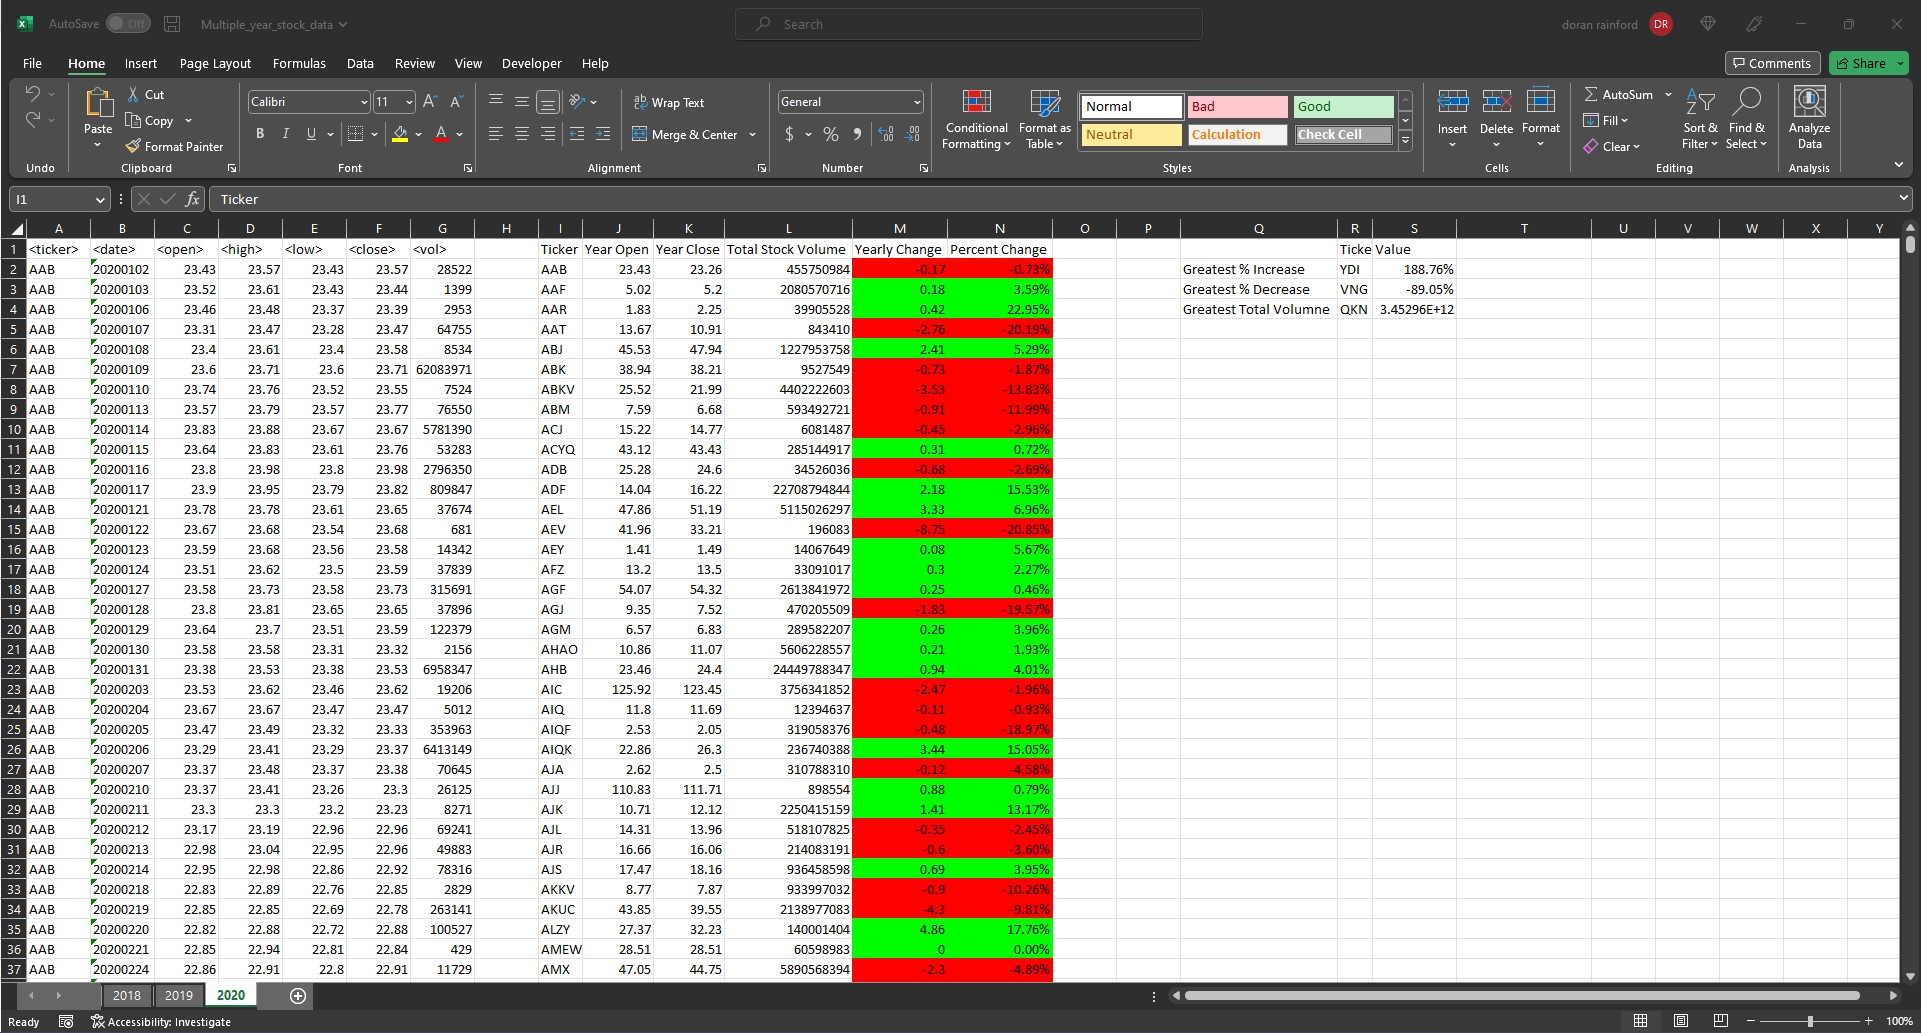 AutoSave Off Multiple_year_stock_data Search doran rainford DR
File Home Insert Page Layout Formulas Data Review View Developer Help Comments Share
Cut Calibri 11 Wrap Text General Normal Bad Good AutoSum
Copy Fill
Paste Conditional Formatting Format as Table Insert Delete Format Sort & Filter Find & Select Analyze Data
Format Painter B I U Merge & Center $ % Neutral Calculation Check Cell Clear
Undo Clipboard Font Alignment Number Styles Cells Editing Analysis
I1 fx Ticker
A B C D E F G H I J K L M N O P Q R S T U V W X Y
1 <ticker> <date> <open> <high> <low> <close> <vol> Ticker Year Open Year Close Total Stock Volume Yearly Change Percent Change Ticke Value
2 AAB 20200102 23.43 23.57 23.43 23.57 28522 AAB 23.43 23.26 455750984 -0.17 -0.73% Greatest % Increase YDI 188.76%
3 AAB 20200103 23.52 23.61 23.43 23.44 1399 AAF 5.02 5.2 2080570716 0.18 3.59% Greatest % Decrease VNG -89.05%
4 AAB 20200106 23.46 23.48 23.37 23.39 2953 AAR 1.83 2.25 39905528 0.42 22.95% Greatest Total Volumne QKN 3.45296E+12
5 AAB 20200107 23.31 23.47 23.28 23.47 64755 AAT 13.67 10.91 843410 -2.76 -20.19%
6 AAB 20200108 23.4 23.61 23.4 23.58 8534 ABJ 45.53 47.94 1227953758 2.41 5.29%
7 AAB 20200109 23.6 23.71 23.6 23.71 62083971 ABK 38.94 38.21 9527549 -0.73 -1.87%
8 AAB 20200110 23.74 23.76 23.52 23.55 7524 ABKV 25.52 21.99 4402222603 -3.53 -13.83%
9 AAB 20200113 23.57 23.79 23.57 23.77 76550 ABM 7.59 6.68 593492721 -0.91 -11.99%
10 AAB 20200114 23.83 23.88 23.67 23.67 5781390 ACJ 15.22 14.77 6081487 -0.45 -2.96%
11 AAB 20200115 23.64 23.83 23.61 23.76 53283 ACYQ 43.12 43.43 285144917 0.31 0.72%
12 AAB 20200116 23.8 23.98 23.8 23.98 2796350 ADB 25.28 24.6 34526036 -0.68 -2.69%
13 AAB 20200117 23.9 23.95 23.79 23.82 809847 ADF 14.04 16.22 22708794844 2.18 15.53%
14 AAB 20200121 23.78 23.78 23.61 23.65 37674 AEL 47.86 51.19 5115026297 3.33 6.96%
15 AAB 20200122 23.67 23.68 23.54 23.68 681 AEV 41.96 33.21 196083 -8.75 -20.85%
16 AAB 20200123 23.59 23.68 23.56 23.58 14342 AEY 1.41 1.49 14067649 0.08 5.67%
17 AAB 20200124 23.51 23.62 23.5 23.59 37839 AFZ 13.2 13.5 33091017 0.3 2.27%
18 AAB 20200127 23.58 23.73 23.58 23.73 315691 AGF 54.07 54.32 2613841972 0.25 0.46%
19 AAB 20200128 23.8 23.81 23.65 23.65 37896 AGJ 9.35 7.52 470205509 -1.83 -19.57%
20 AAB 20200129 23.64 23.7 23.51 23.59 122379 AGM 6.57 6.83 289582207 0.26 3.96%
21 AAB 20200130 23.58 23.58 23.31 23.32 2156 AHAO 10.86 11.07 5606228557 0.21 1.93%
22 AAB 20200131 23.38 23.53 23.38 23.53 6958347 AHB 23.46 24.4 24449788347 0.94 4.01%
23 AAB 20200203 23.53 23.62 23.46 23.62 19206 AIC 125.92 123.45 3756341852 -2.47 -1.96%
24 AAB 20200204 23.67 23.67 23.47 23.47 5012 AIQ 11.8 11.69 12394637 -0.11 -0.93%
25 AAB 20200205 23.47 23.49 23.32 23.33 353963 AIQF 2.53 2.05 319058376 -0.48 -18.97%
26 AAB 20200206 23.29 23.41 23.29 23.37 6413149 AIQK 22.86 26.3 236740388 3.44 15.05%
27 AAB 20200207 23.37 23.48 23.37 23.38 70645 AJA 2.62 2.5 310788310 -0.12 -4.58%
28 AAB 20200210 23.37 23.41 23.26 23.3 26125 AJJ 110.83 111.71 898554 0.88 0.79%
29 AAB 20200211 23.3 23.3 23.2 23.23 8271 AJK 10.71 12.12 2250415159 1.41 13.17%
30 AAB 20200212 23.17 23.19 22.96 22.96 69241 AJL 14.31 13.96 518107825 -0.35 -2.45%
31 AAB 20200213 22.98 23.04 22.95 22.96 49883 AJR 16.66 16.06 214083191 -0.6 -3.60%
32 AAB 20200214 22.95 22.98 22.86 22.92 78316 AJS 17.47 18.16 936458598 0.69 3.95%
33 AAB 20200218 22.83 22.89 22.76 22.85 2829 AKKV 8.77 7.87 933997032 -0.9 -10.26%
34 AAB 20200219 22.85 22.85 22.69 22.78 263141 AKUC 43.85 39.55 2138977083 -4.3 -9.81%
35 AAB 20200220 22.82 22.88 22.72 22.88 100527 ALZY 27.37 32.23 140001404 4.86 17.76%
36 AAB 20200221 22.85 22.94 22.81 22.84 429 AMEW 28.51 28.51 60598983 0 0.00%
37 AAB 20200224 22.86 22.91 22.8 22.91 11729 AMX 47.05 44.75 5890568394 -2.3 -4.89%
2018 2019 2020
Ready Accessibility: Investigate 100%